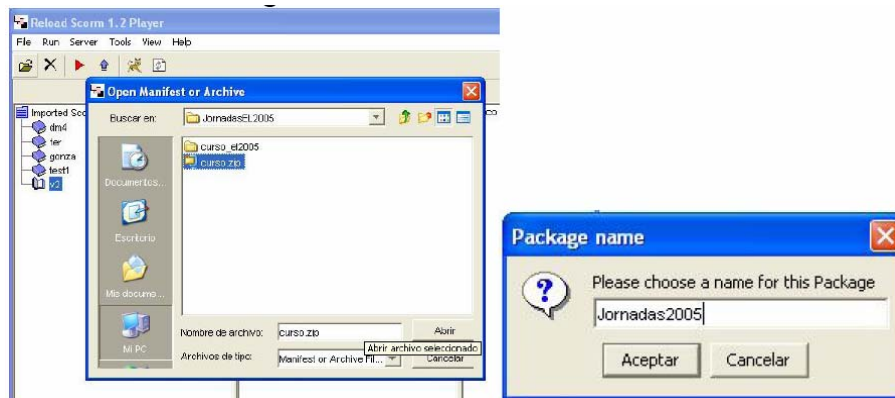 Reload Scorm 1.2 Player
File Run Server Tools View Help
Open Manifest or Archive
Imported Sco
dm4
fer
gonza
test1
v3
Buscar en:
JornadasEL2005
curso_el2005
curso.zip
Documentos...
Escritorio
Mis docume...
Mi PC
Nombre de archivo:
curso.zip
Abrir
Abrir archivo seleccionado
Archivos de tipo:
Manifest or Archive Fil...
Cancelar
Package name
Please choose a name for this Package
Jornadas2005
Aceptar Cancelar